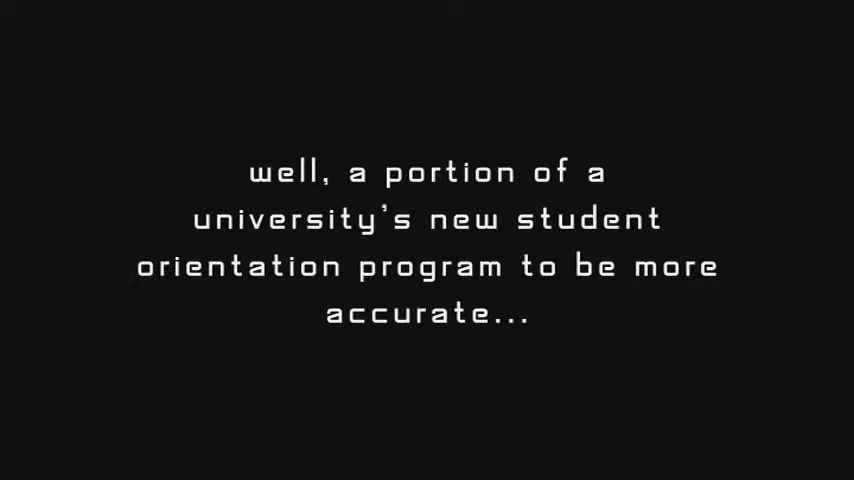 well, a portion of a
university's new student
orientation program to be more
accurate...